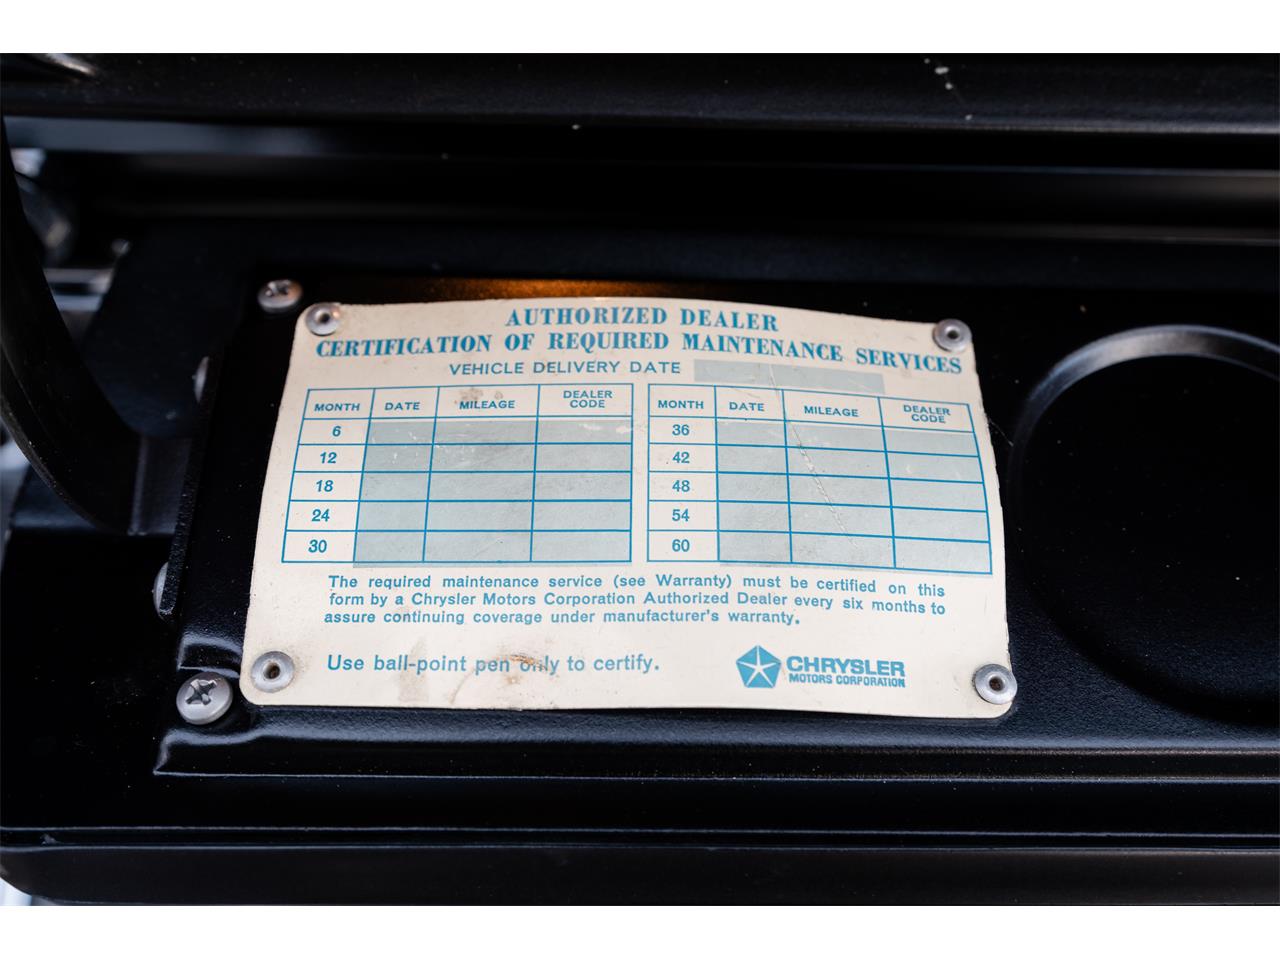 AUTHORIZED DEALER
CERTIFICATION OF REQUIRED MAINTENANCE SERVICES
VEHICLE DELIVERY DATE
MONTH DATE MILEAGE DEALER CODE MONTH DATE MILEAGE DEALER CODE
6 36
12 42
18 48
24 54
30 60
The required maintenance service (see Warranty) must be certified on this
form by a Chrysler Motors Corporation Authorized Dealer every six months to
assure continuing coverage under manufacturer's warranty.
Use ball-point pen only to certify.
CHRYSLER
MOTORS CORPORATION